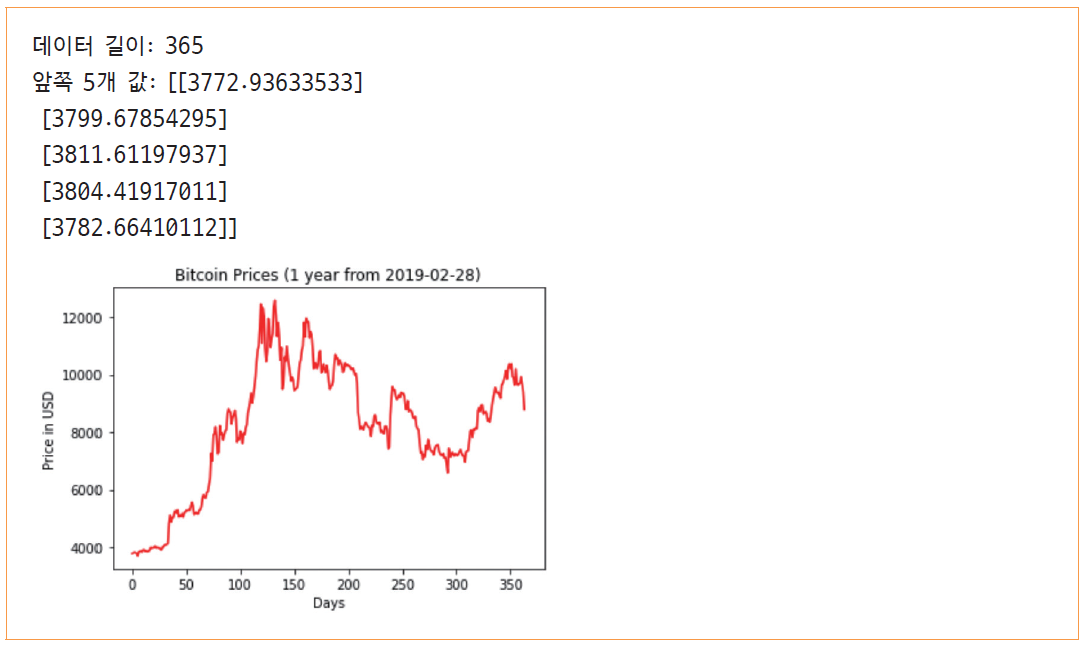 데이터 길이: 365
앞쪽 5개 값: [[3772.93633533]
[3799.67854295]
[3811.61197937]
[3804.41917011]
[3782.66410112]]
Bitcoin Prices (1 year from 2019-02-28)
12000
10000
8000
6000
4000
Price in USD
0 50 100 150 200 250 300 350
Days